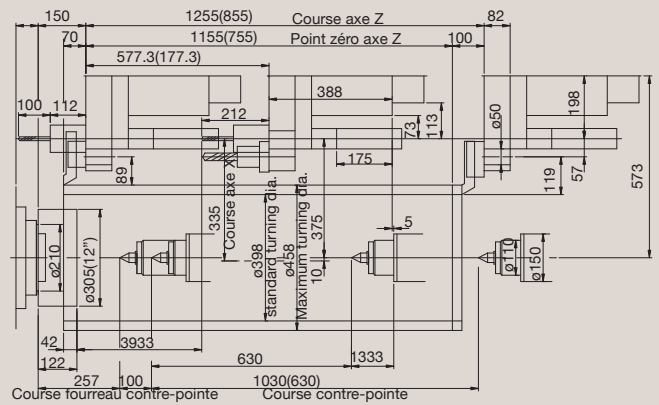 150
1255(855)
Course axe Z
82
70
1155(755)
Point zéro axe Z
100
577.3(177.3)
388
100
112
212
ø50
198
113
73
175
89
335
Course axe X
375
119
57
573
5
ø210
ø305(12")
ø398
standard turning dia.
ø458
Maximum turning dia.
10
ø110
ø150
42
3933
122
630
1333
257
100
1030(630)
Course fourreau contre-pointe
Course contre-pointe